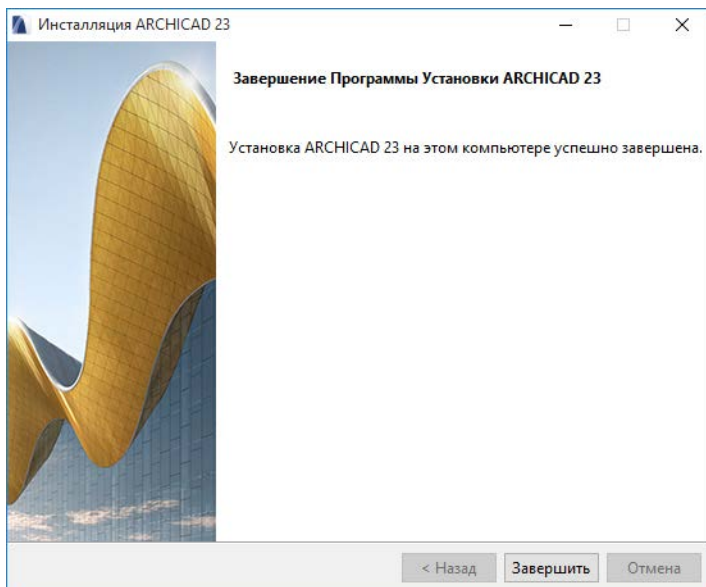 Инсталляция ARCHICAD 23
Завершение Программы Установки ARCHICAD 23
Установка ARCHICAD 23 на этом компьютере успешно завершена.
< Назад
Завершить
Отмена